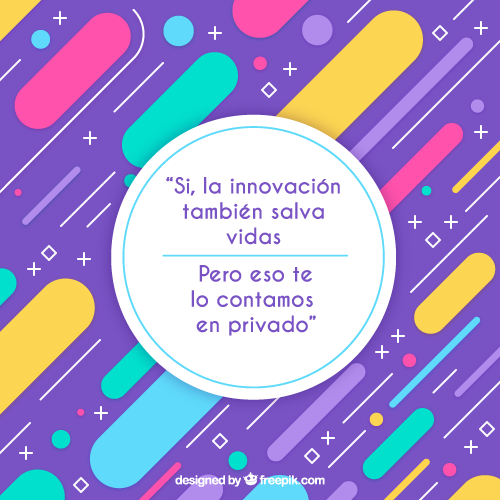 “Si, la innovación
también salva
vidas
Pero eso te
lo contamos
en privado”
designed by freepik.com